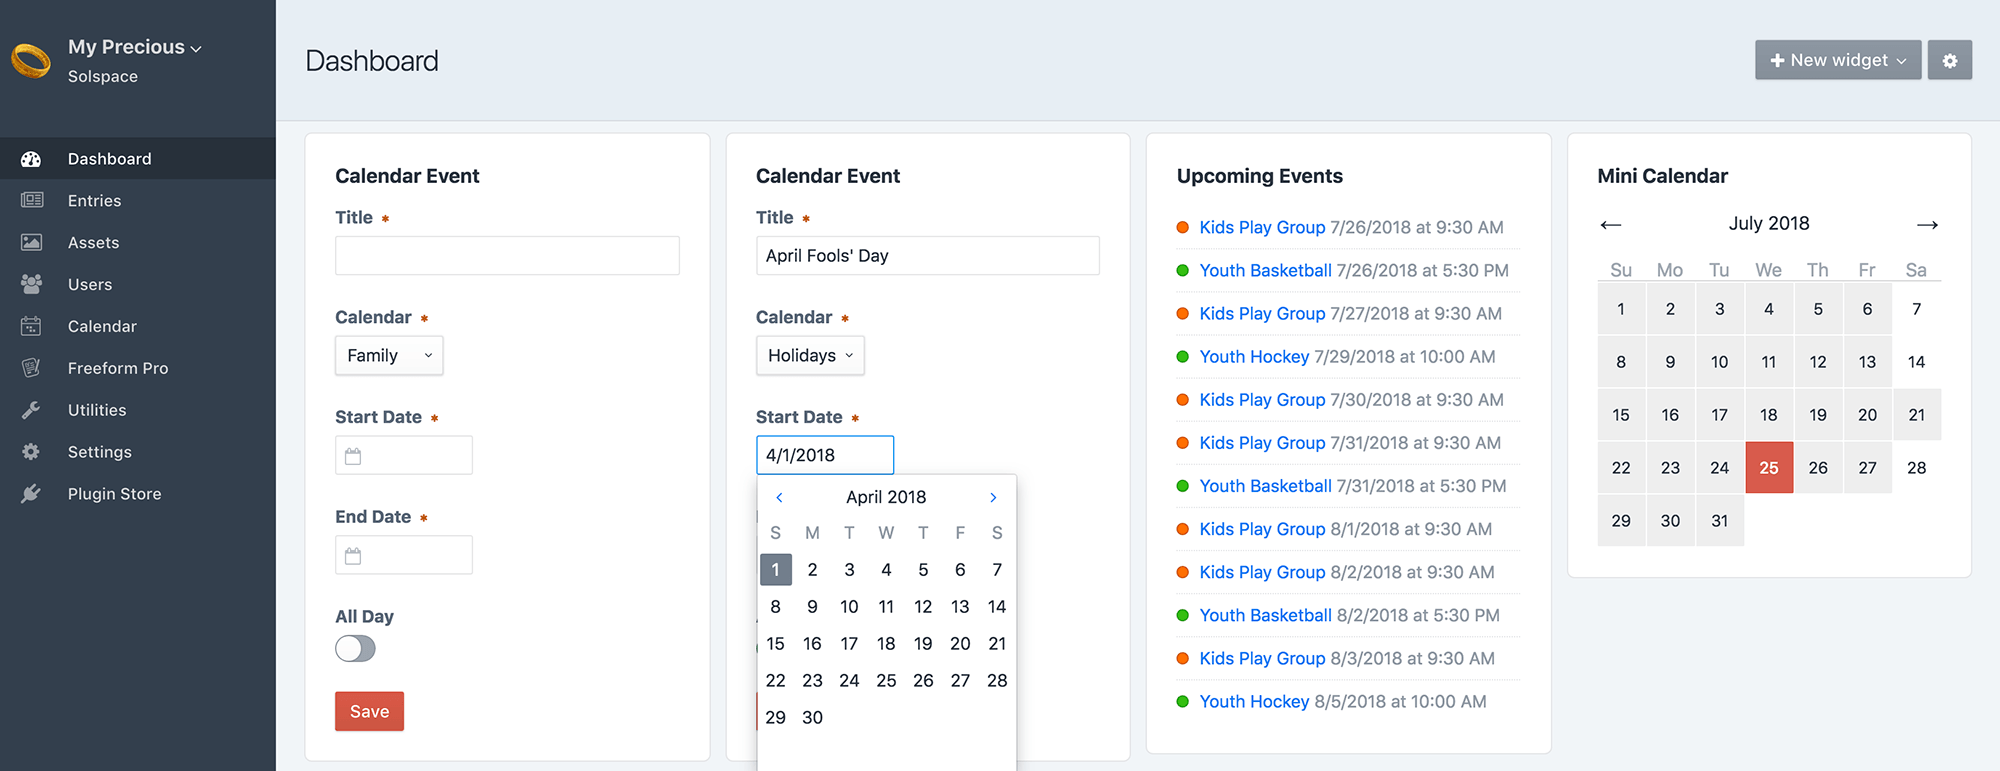 My Precious
Solspace
Dashboard
Entries
Assets
Users
Calendar
Freeform Pro
Utilities
Settings
Plugin Store
Dashboard
New widget
Calendar Event
Title *
Calendar *
Family
Start Date *
End Date *
All Day
Save
Calendar Event
Title *
April Fools' Day
Calendar *
Holidays
Start Date *
4/1/2018
April 2018
S M T W T F S
1 2 3 4 5 6 7
8 9 10 11 12 13 14
15 16 17 18 19 20 21
22 23 24 25 26 27 28
29 30
Upcoming Events
Kids Play Group 7/26/2018 at 9:30 AM
Youth Basketball 7/26/2018 at 5:30 PM
Kids Play Group 7/27/2018 at 9:30 AM
Youth Hockey 7/29/2018 at 10:00 AM
Kids Play Group 7/30/2018 at 9:30 AM
Kids Play Group 7/31/2018 at 9:30 AM
Youth Basketball 7/31/2018 at 5:30 PM
Kids Play Group 8/1/2018 at 9:30 AM
Kids Play Group 8/2/2018 at 9:30 AM
Youth Basketball 8/2/2018 at 5:30 PM
Kids Play Group 8/3/2018 at 9:30 AM
Youth Hockey 8/5/2018 at 10:00 AM
Mini Calendar
← July 2018 →
Su Mo Tu We Th Fr Sa
1 2 3 4 5 6 7
8 9 10 11 12 13 14
15 16 17 18 19 20 21
22 23 24 25 26 27 28
29 30 31